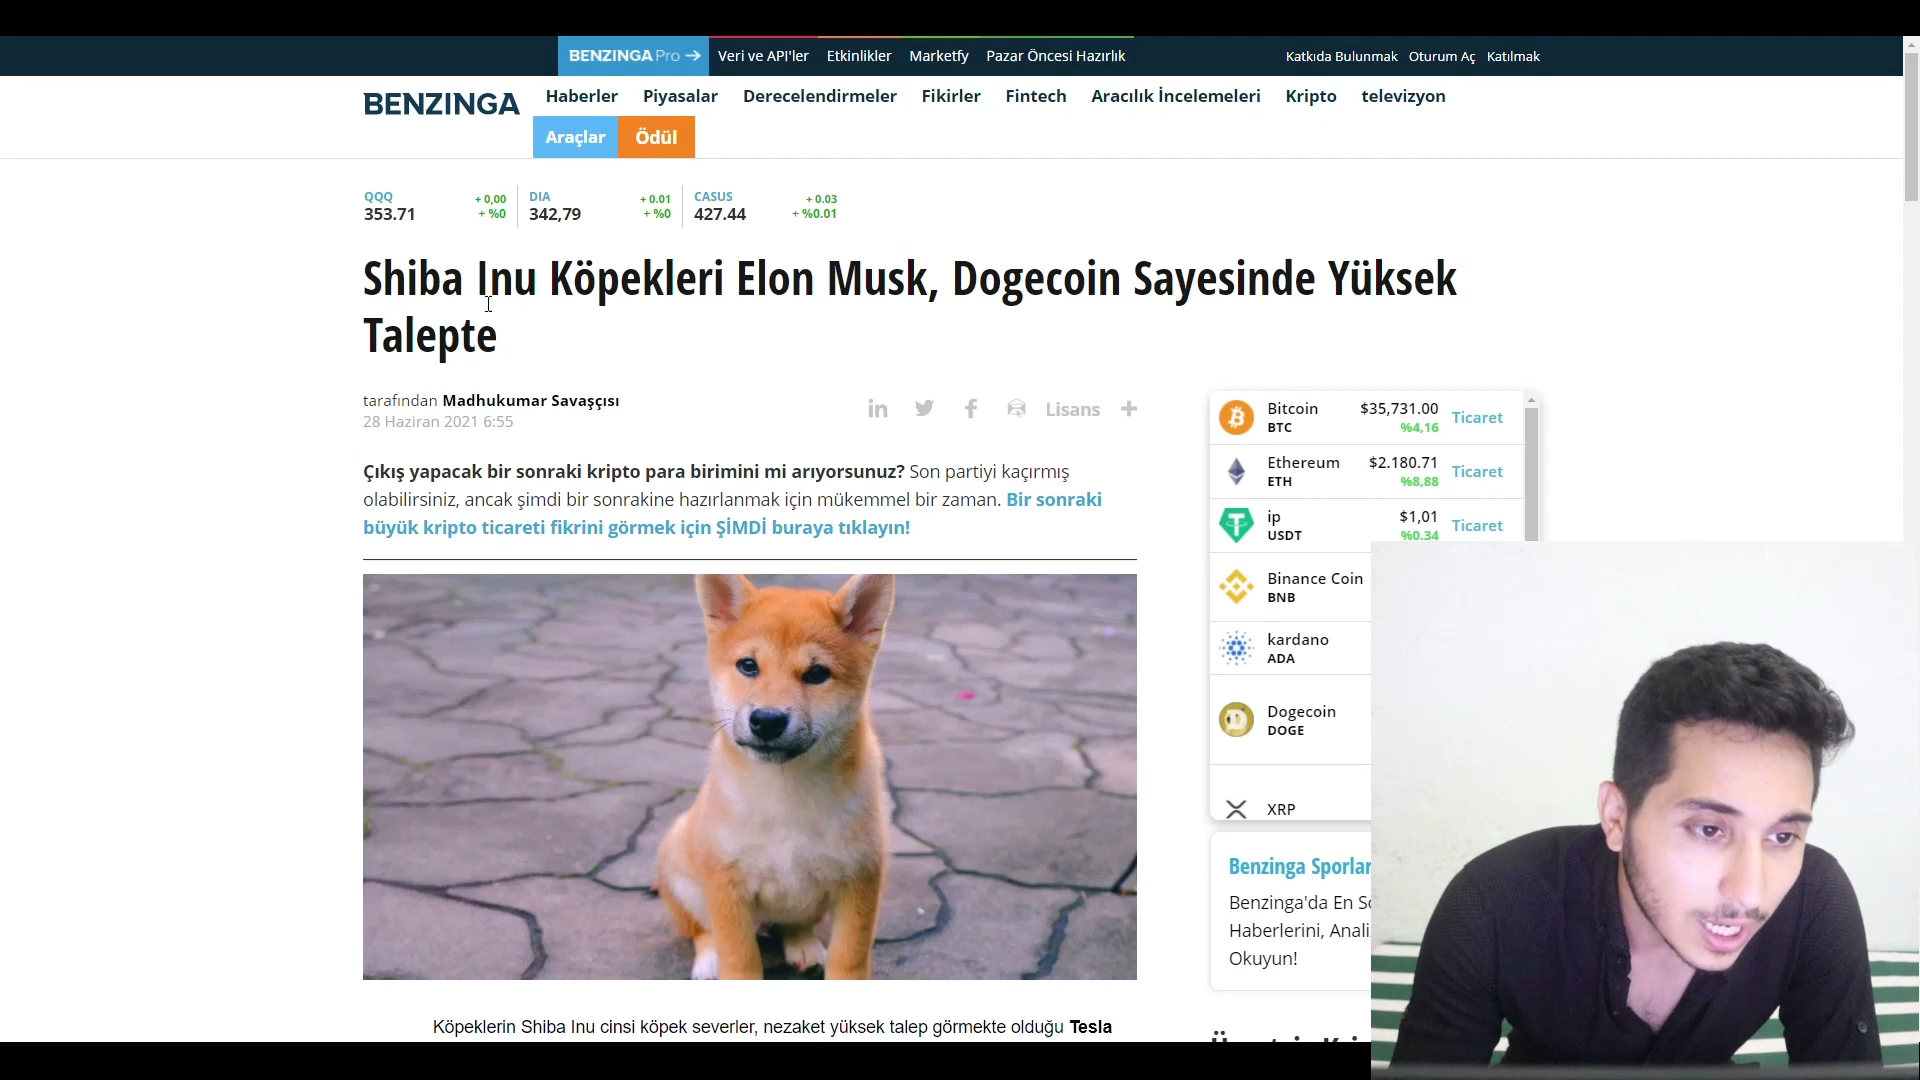 BENZINGA Pro → Veri ve API'ler Etkinlikler Marketfy Pazar Öncesi Hazırlık Katkıda Bulunmak Oturum Aç Katılmak
BENZINGA Haberler Piyasalar Derecelendirmeler Fikirler Fintech Aracılık İncelemeleri Kripto televizyon
Araçlar Ödül
QQQ + 0,00 DIA + 0.01 CASUS + 0.03
353.71 + %0 342,79 + %0 427.44 + %0.01
Shiba Inu Köpekleri Elon Musk, Dogecoin Sayesinde Yüksek
Talepte
tarafından Madhukumar Savaşçısı
28 Haziran 2021 6:55
Lisans
Çıkış yapacak bir sonraki kripto para birimini mi arıyorsunuz? Son partiyi kaçırmış
olabilirsiniz, ancak şimdi bir sonrakine hazırlanmak için mükemmel bir zaman. Bir sonraki
büyük kripto ticareti fikrini görmek için ŞİMDİ buraya tıklayın!
Köpeklerin Shiba Inu cinsi köpek severler, nezaket yüksek talep görmekte olduğu Tesla
Bitcoin $35,731.00 Ticaret
BTC %4,16
Ethereum $2.180.71 Ticaret
ETH %8,88
ip $1,01 Ticaret
USDT %0.34
Binance Coin
BNB
kardano
ADA
Dogecoin
DOGE
XRP
Benzinga Sporlar
Benzinga'da En
Haberlerini,
Okuyun!